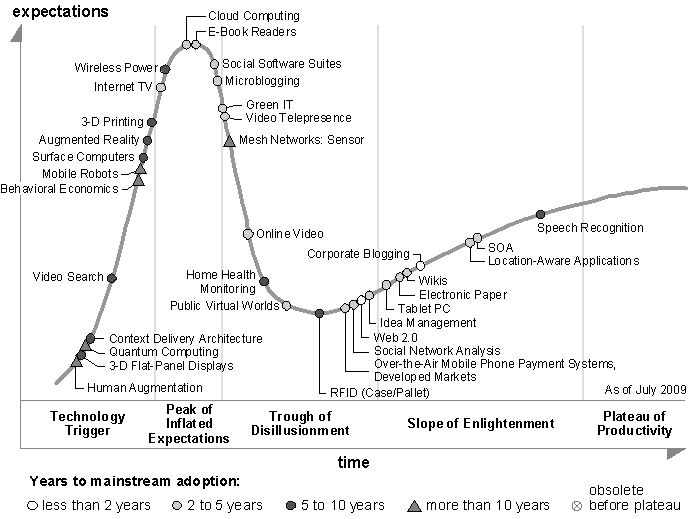 expectations
Cloud Computing
E-Book Readers
Social Software Suites
Microblogging
Green IT
Video Telepresence
Mesh Networks: Sensor
Wireless Power
Internet TV
3-D Printing
Augmented Reality
Surface Computers
Mobile Robots
Behavioral Economics
Video Search
Context Delivery Architecture
Quantum Computing
3-D Flat-Panel Displays
Human Augmentation
Online Video
Home Health
Monitoring
Public Virtual Worlds
Corporate Blogging
Speech Recognition
SOA
Location-Aware Applications
Wikis
Electronic Paper
Tablet PC
Idea Management
Web 2.0
Social Network Analysis
Over-the-Air Mobile Phone Payment Systems,
Developed Markets
RFID (Case/Pallet)
As of July 2009
Technology
Trigger
Peak of
Inflated
Expectations
Trough of
Disillusionment
Slope of Enlightenment
Plateau of
Productivity
time
Years to mainstream adoption:
less than 2 years
2 to 5 years
5 to 10 years
more than 10 years
obsolete
before plateau